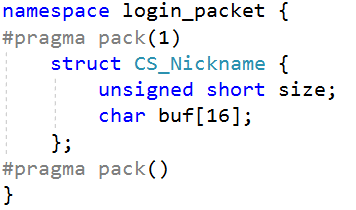 namespace login_packet {
#pragma pack(1)
    struct CS_Nickname {
        unsigned short size;
        char buf[16];
    };
#pragma pack()
}